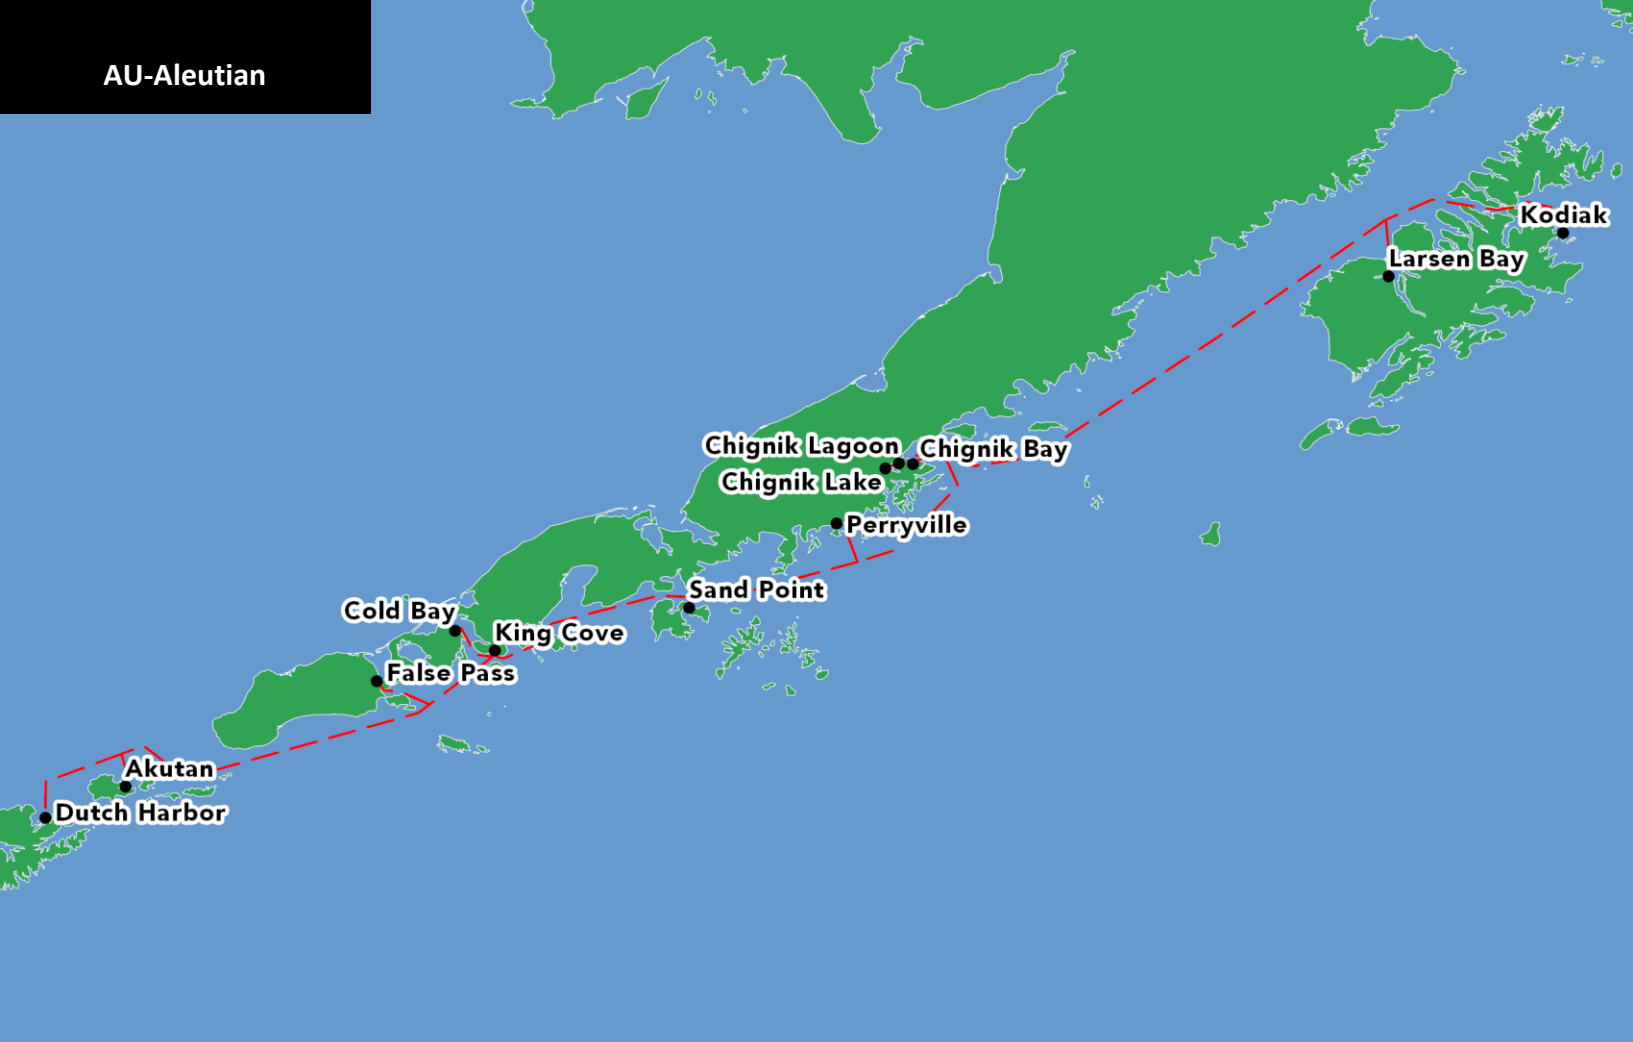 AU-Aleutian
Kodiak
Larsen Bay
Chignik Lagoon
Chignik Bay
Chignik Lake
Perryville
Sand Point
Cold Bay
King Cove
False Pass
Akutan
Dutch Harbor